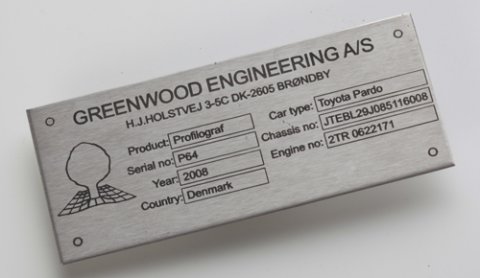 GREENWOOD ENGINEERING A/S
H.J.HOLSTVEJ 3-5C DK-2605 BRØNDBY
Product: Profilograf
Serial no: P64
Year: 2008
Country: Denmark
Car type: Toyota Pardo
Chassis no: JTEBL29J085116008
Engine no: 2TR 0622171